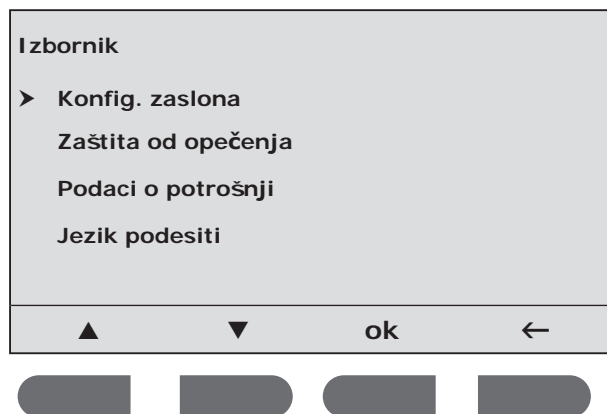 Izbornik
➤ Konfig. zaslona
Zaštita od opečenja
Podaci o potrošnji
Jezik podesiti
▲ ▼ ok ←